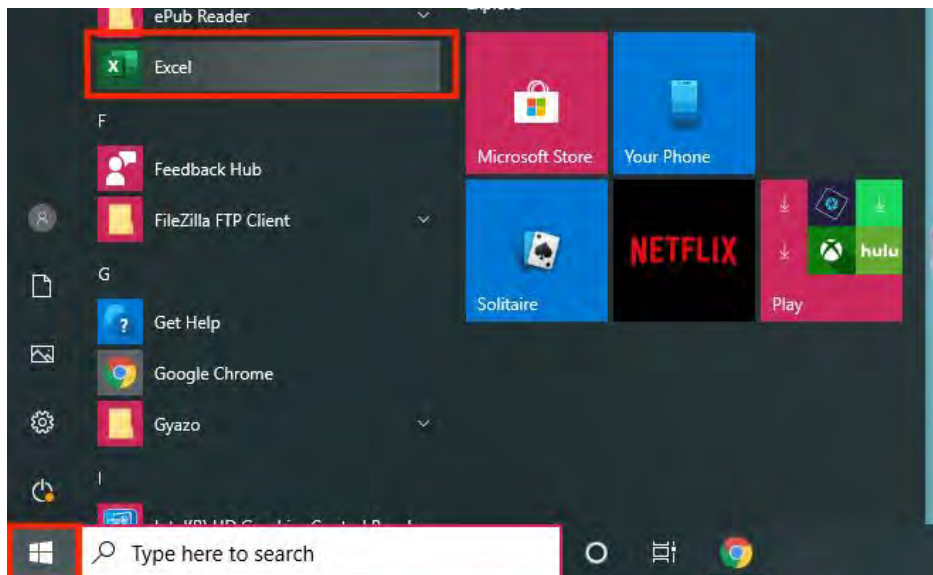 ePub Reader
Excel
F
Feedback Hub
FileZilla FTP Client
G
Get Help
Google Chrome
Gyazo
I
Microsoft Store
Your Phone
Solitaire
NETFLIX
hulu
Play
Type here to search